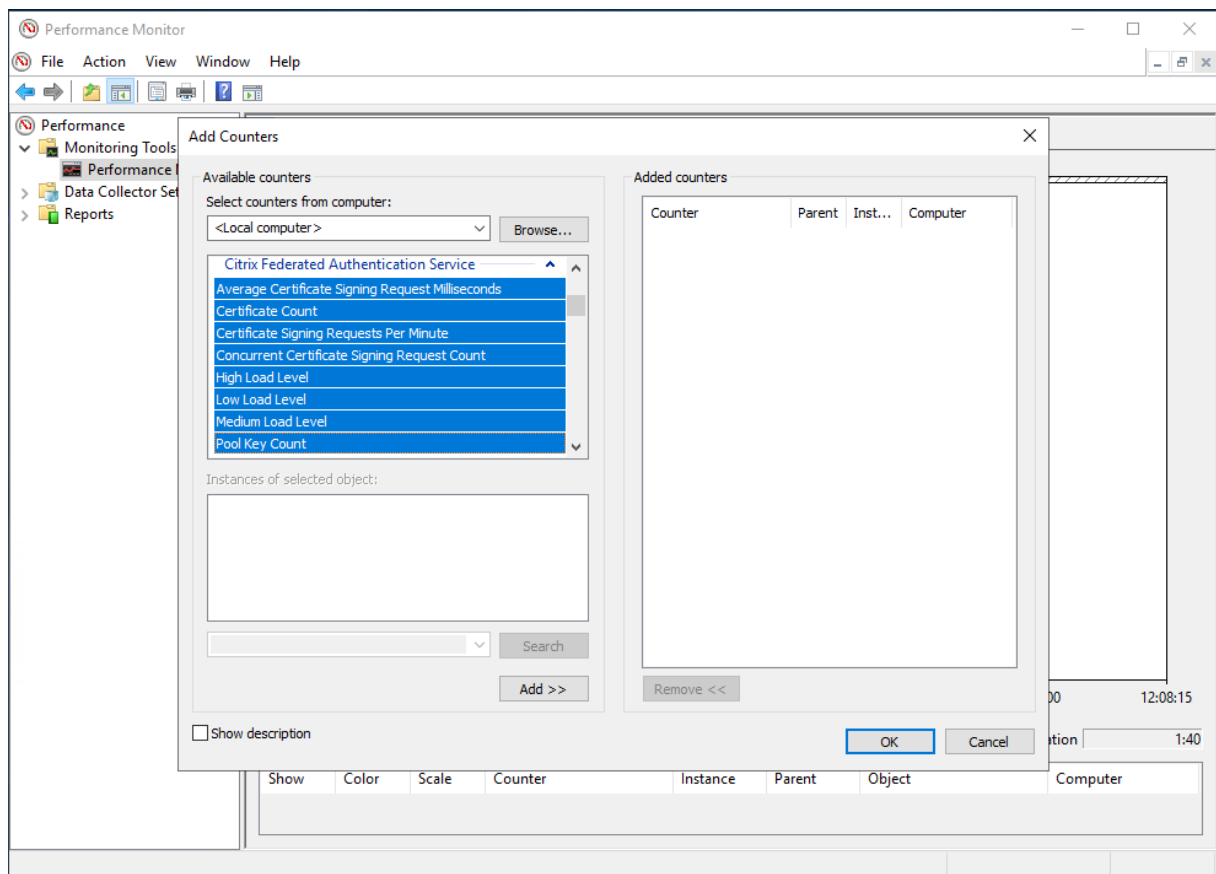 Performance Monitor
File Action View Window Help
Performance
Monitoring Tools
Performance
Data Collector Set
Reports
Add Counters
Available counters
Select counters from computer:
<Local computer>
Browse...
Citrix Federated Authentication Service
Average Certificate Signing Request Milliseconds
Certificate Count
Certificate Signing Requests Per Minute
Concurrent Certificate Signing Request Count
High Load Level
Low Load Level
Medium Load Level
Pool Key Count
Instances of selected object:
Search
Add >>
Show description
Added counters
Counter Parent Inst... Computer
Remove <<
OK Cancel
00 12:08:15
ation 1:40
Show Color Scale Counter Instance Parent Object Computer